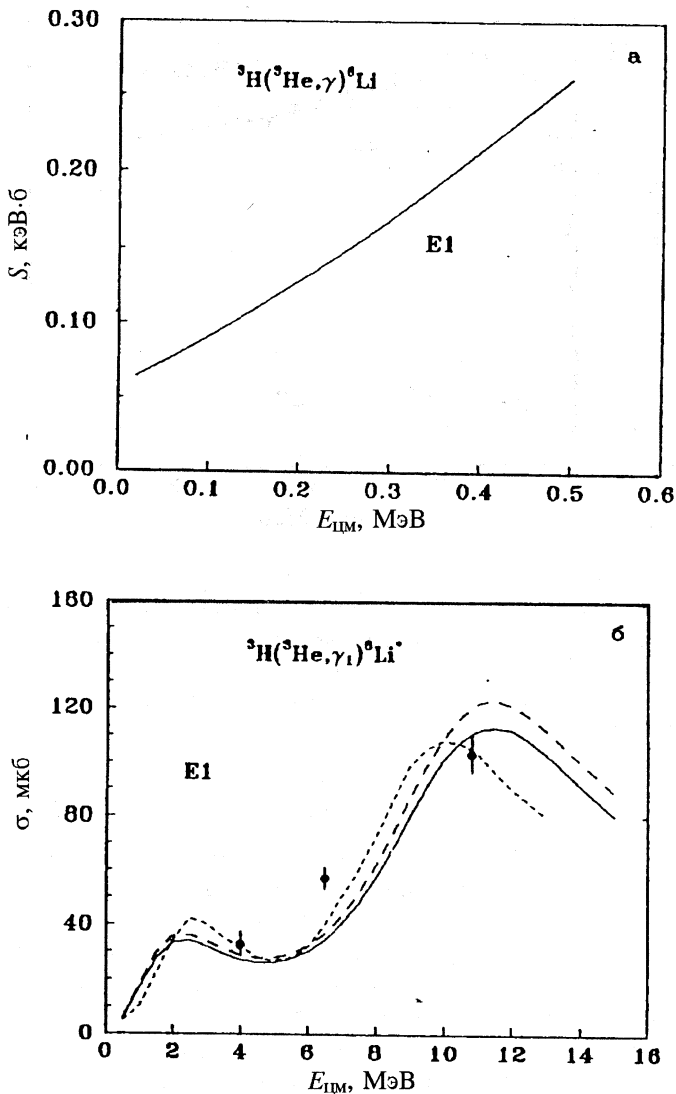 0.30
³H(³He,γ)⁶Li
а
0.20
E1
S, кэВ·б
0.10
0.00
0.0 0.1 0.2 0.3 0.4 0.5 0.6
E_ЦМ, МэВ
180
³H(³He,γ₁)⁶Li*
б
120
E1
σ, мкб
80
40
0
0 2 4 6 8 10 12 14 16
E_ЦМ, МэВ